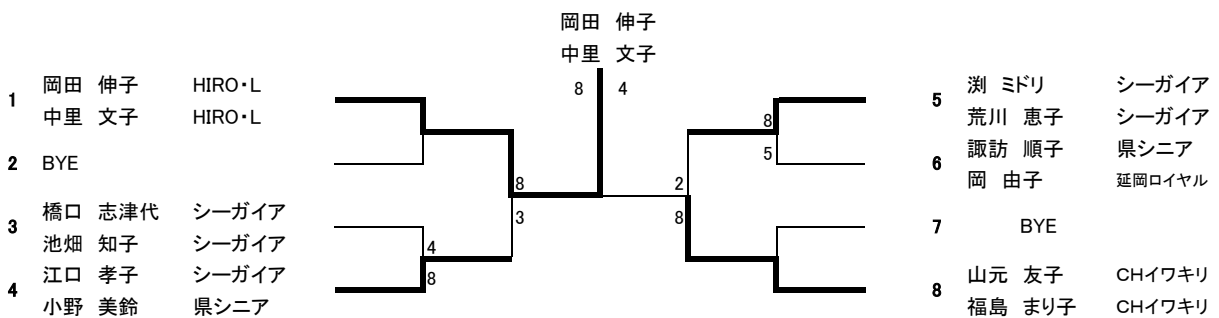 岡田 伸子
中里 文子
8 4
1 岡田 伸子 HIRO・L
中里 文子 HIRO・L
2 BYE
8
3
3 橋口 志津代 シーガイア
池畑 知子 シーガイア
4
8
4 江口 孝子 シーガイア
小野 美鈴 県シニア
5 渕 ミドリ シーガイア
荒川 恵子 シーガイア
8
5
6 諏訪 順子 県シニア
岡 由子 延岡ロイヤル
2
8
7 BYE
8 山元 友子 CHイワキリ
福島 まり子 CHイワキリ